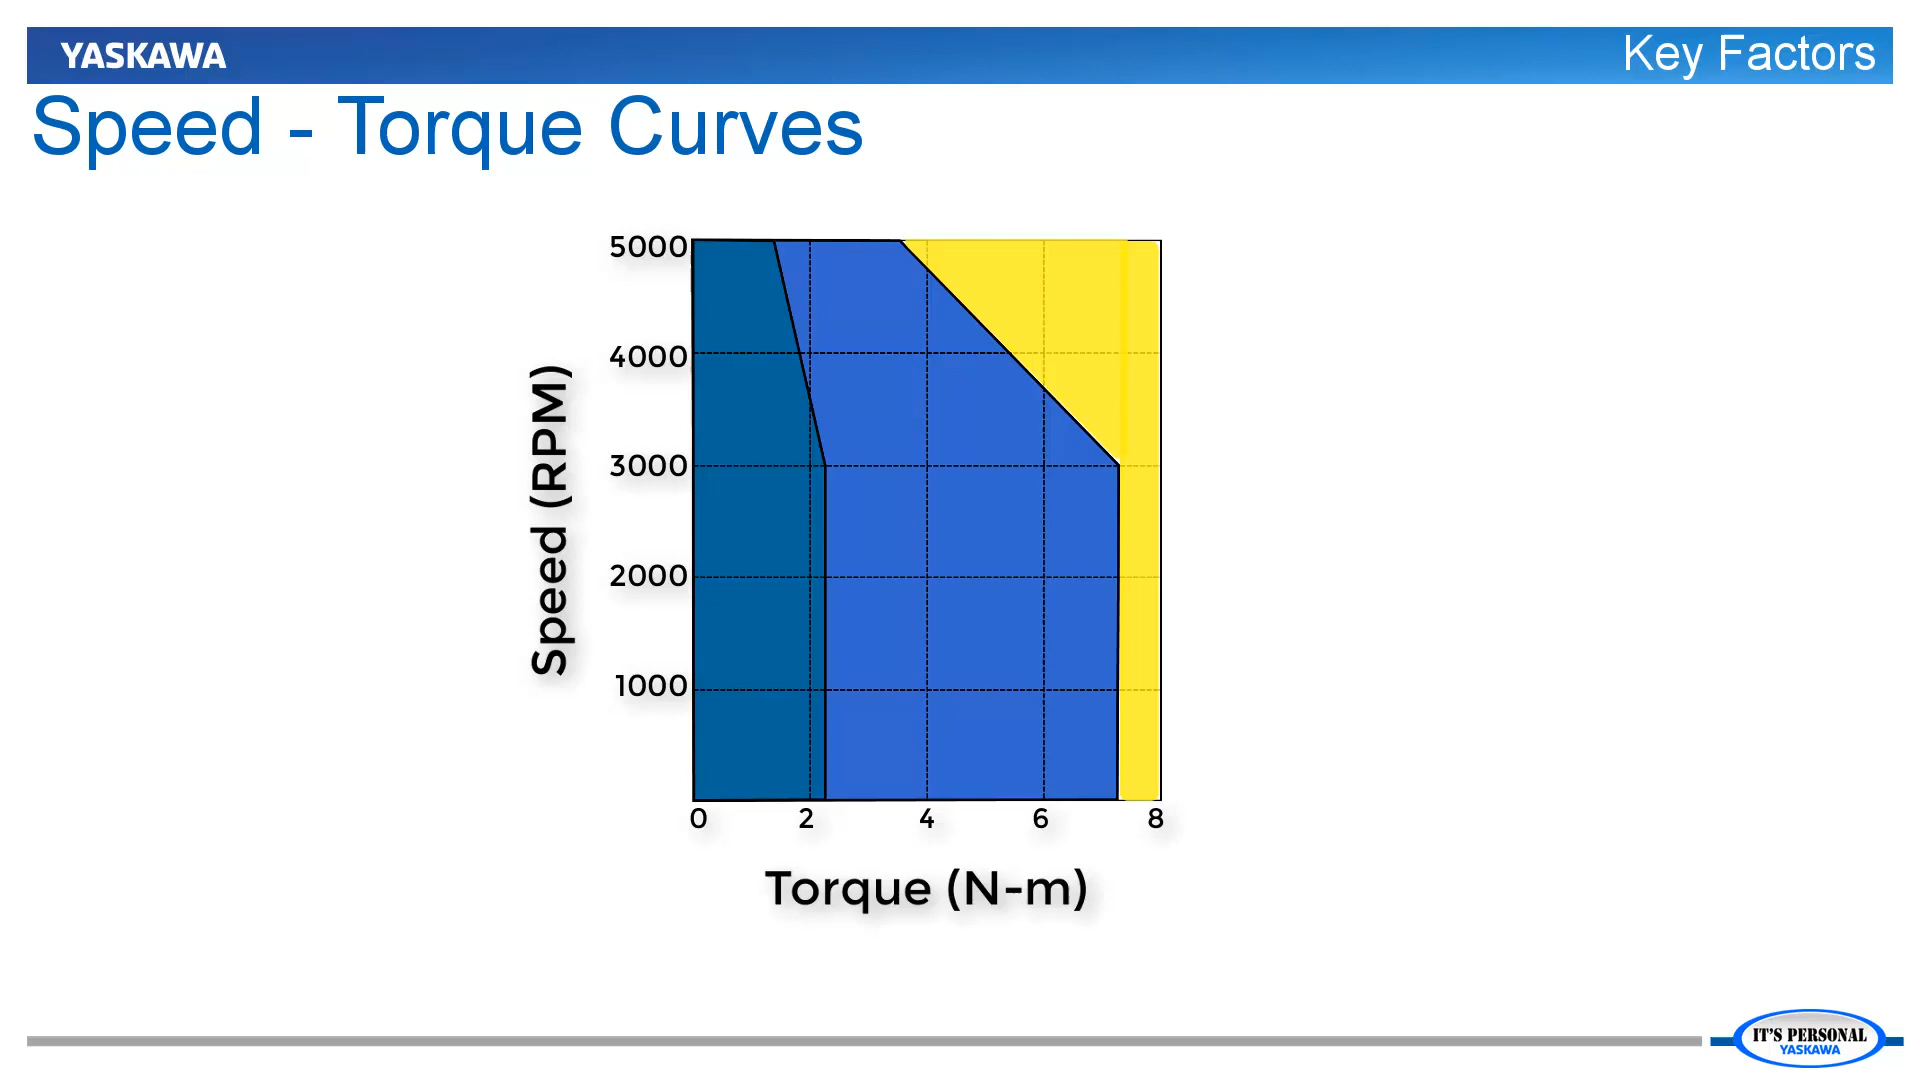 YASKAWA
Key Factors
Speed - Torque Curves
5000
4000
3000
2000
1000
Speed (RPM)
0 2 4 6 8
Torque (N-m)
IT'S PERSONAL
YASKAWA